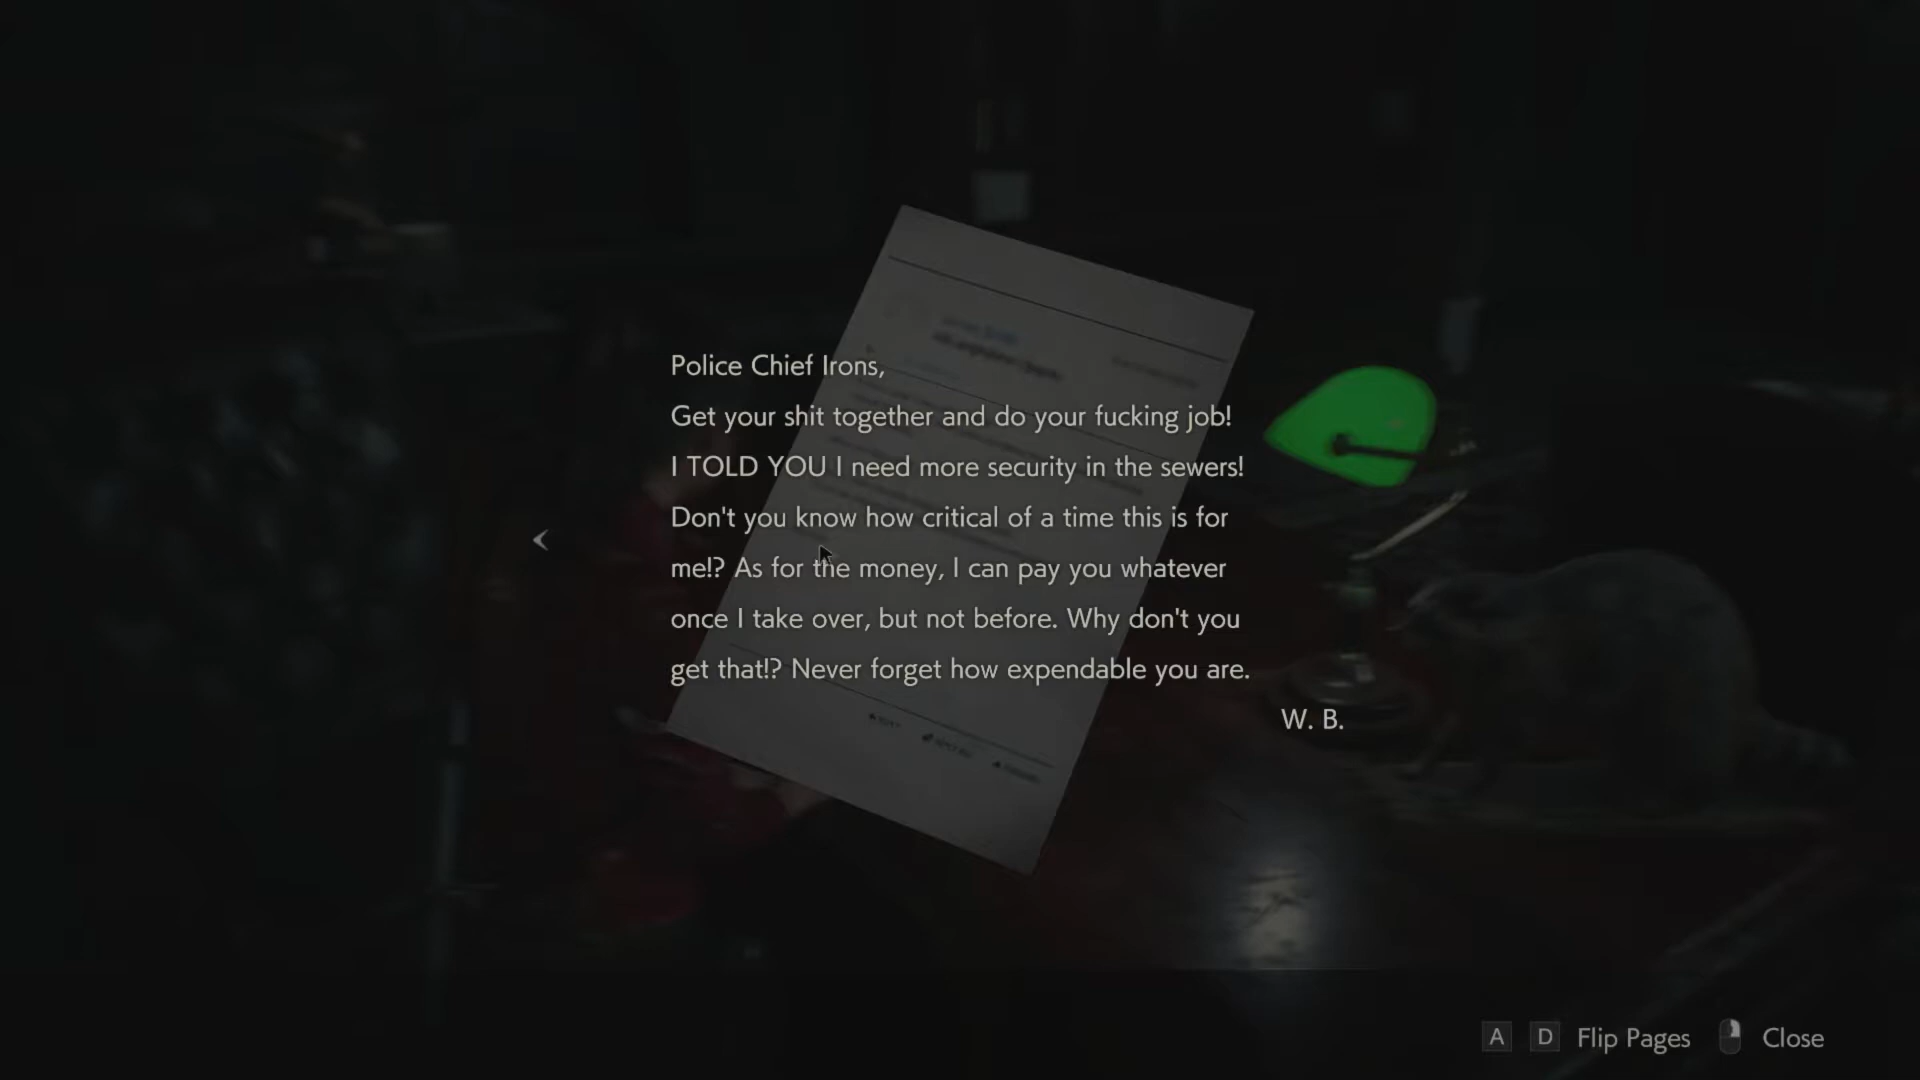 Police Chief Irons,
Get your shit together and do your fucking job!
I TOLD YOU I need more security in the sewers!
Don't you know how critical of a time this is for
me!? As for the money, I can pay you whatever
once I take over, but not before. Why don't you
get that!? Never forget how expendable you are.
W. B.
A D Flip Pages Close